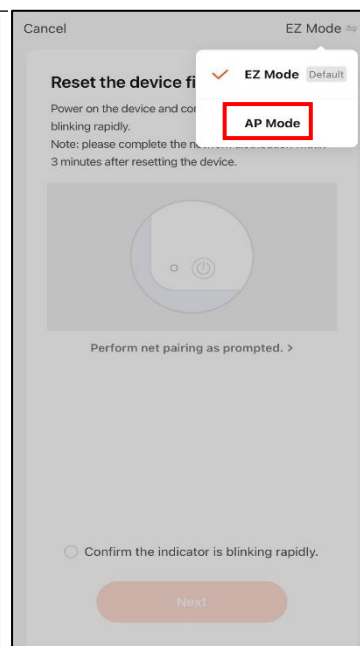 Cancel
EZ Mode
Reset the device fi
EZ Mode Default
AP Mode
Power on the device and co
blinking rapidly.
Note: please complete the
3 minutes after resetting the device.
Perform net pairing as prompted. >
Confirm the indicator is blinking rapidly.
Next